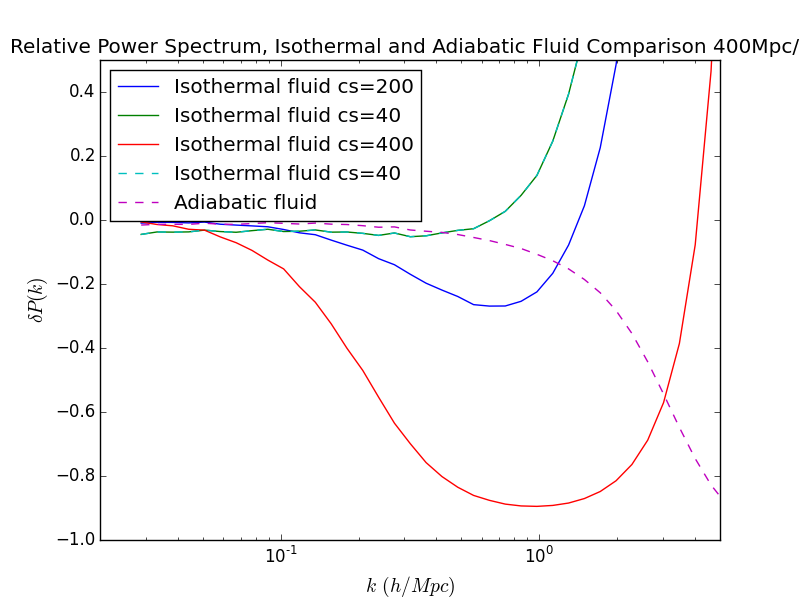 Relative Power Spectrum, Isothermal and Adiabatic Fluid Comparison 400Mpc/
Isothermal fluid cs=200
Isothermal fluid cs=40
Isothermal fluid cs=400
Isothermal fluid cs=40
Adiabatic fluid
0.4
0.2
0.0
−0.2
−0.4
−0.6
−0.8
−1.0
δP(k)
10⁻¹
10⁰
k (h/Mpc)